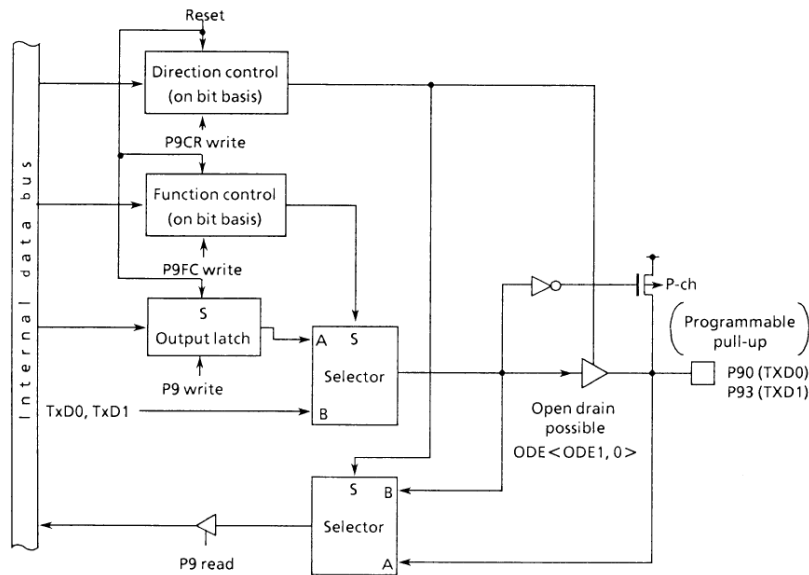 Reset
Direction control
(on bit basis)
P9CR write
Function control
(on bit basis)
P9FC write
Internal data bus
S
Output latch
P9 write
TxD0, TxD1
A
S
Selector
B
P-ch
(Programmable
pull-up)
P90 (TXD0)
P93 (TXD1)
Open drain
possible
ODE<ODE1, 0>
S
B
Selector
A
P9 read